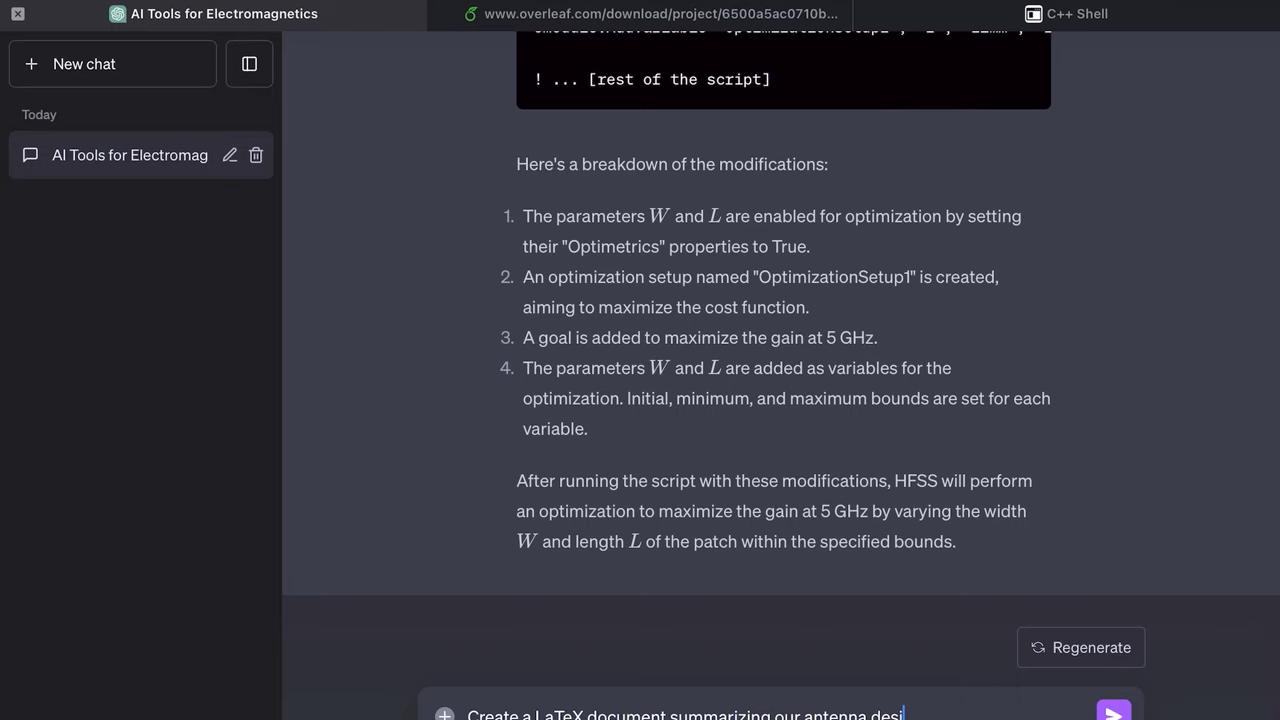 AI Tools for Electromagnetics
www.overleaf.com/download/project/6500a5ac0710b...
C++ Shell
New chat
Today
AI Tools for Electromag
! ... [rest of the script]
Here's a breakdown of the modifications:
1. The parameters W and L are enabled for optimization by setting
their "Optimetrics" properties to True.
2. An optimization setup named "OptimizationSetup1" is created,
aiming to maximize the cost function.
3. A goal is added to maximize the gain at 5 GHz.
4. The parameters W and L are added as variables for the
optimization. Initial, minimum, and maximum bounds are set for each
variable.
After running the script with these modifications, HFSS will perform
an optimization to maximize the gain at 5 GHz by varying the width
W and length L of the patch within the specified bounds.
Regenerate
Create a LaTeX document summarizing our antenna desi